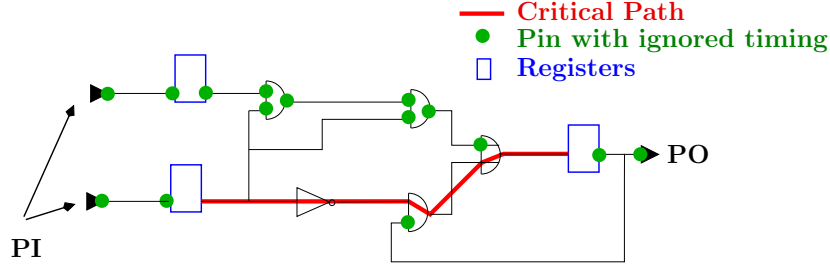 Critical Path
Pin with ignored timing
Registers
PO
PI